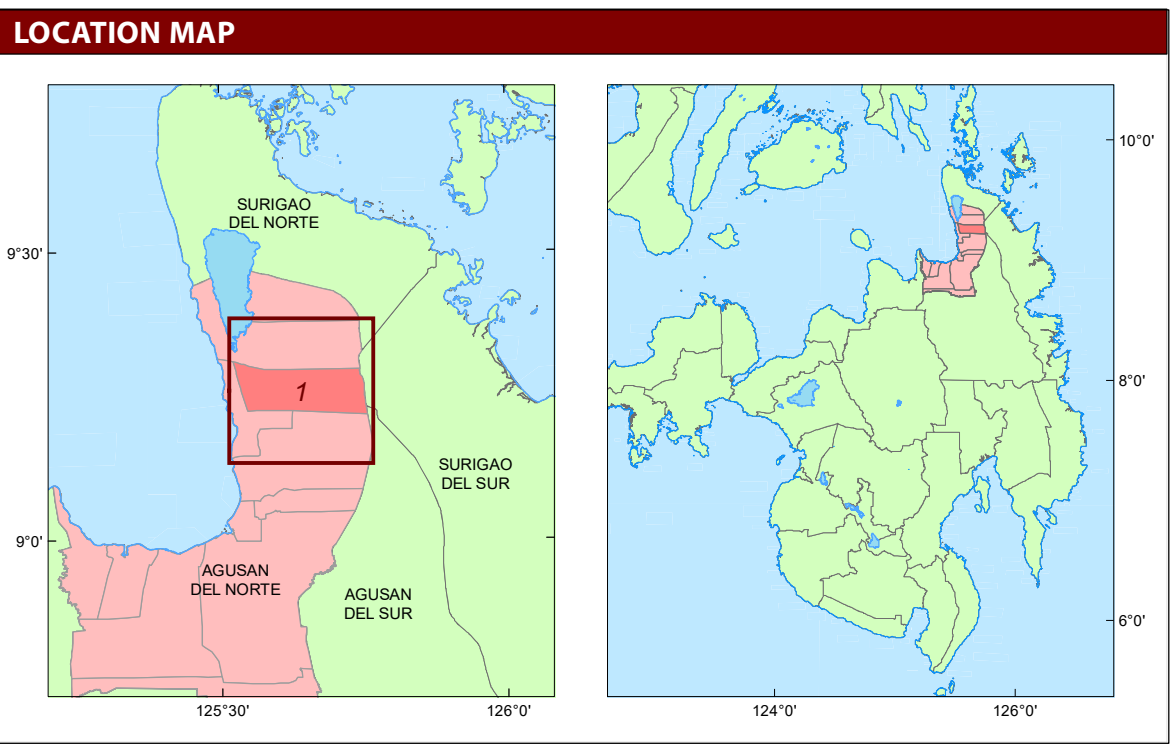 LOCATION MAP
SURIGAO
DEL NORTE
9°30'
1
SURIGAO
DEL SUR
9°0'
AGUSAN
DEL NORTE
AGUSAN
DEL SUR
125°30'
126°0'
10°0'
8°0'
6°0'
124°0'
126°0'